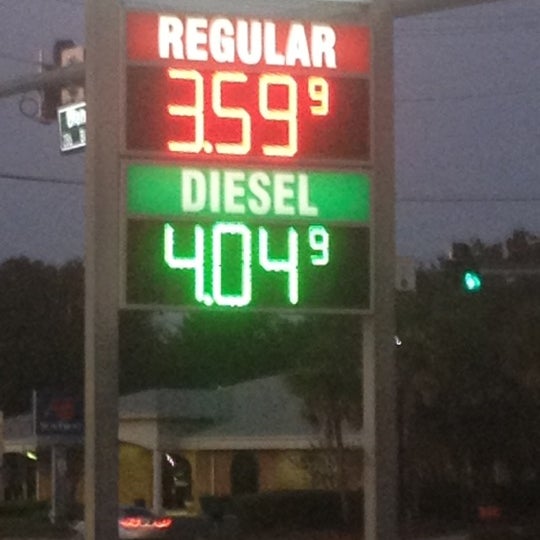 REGULAR
3.59 9
DIESEL
4.04 9